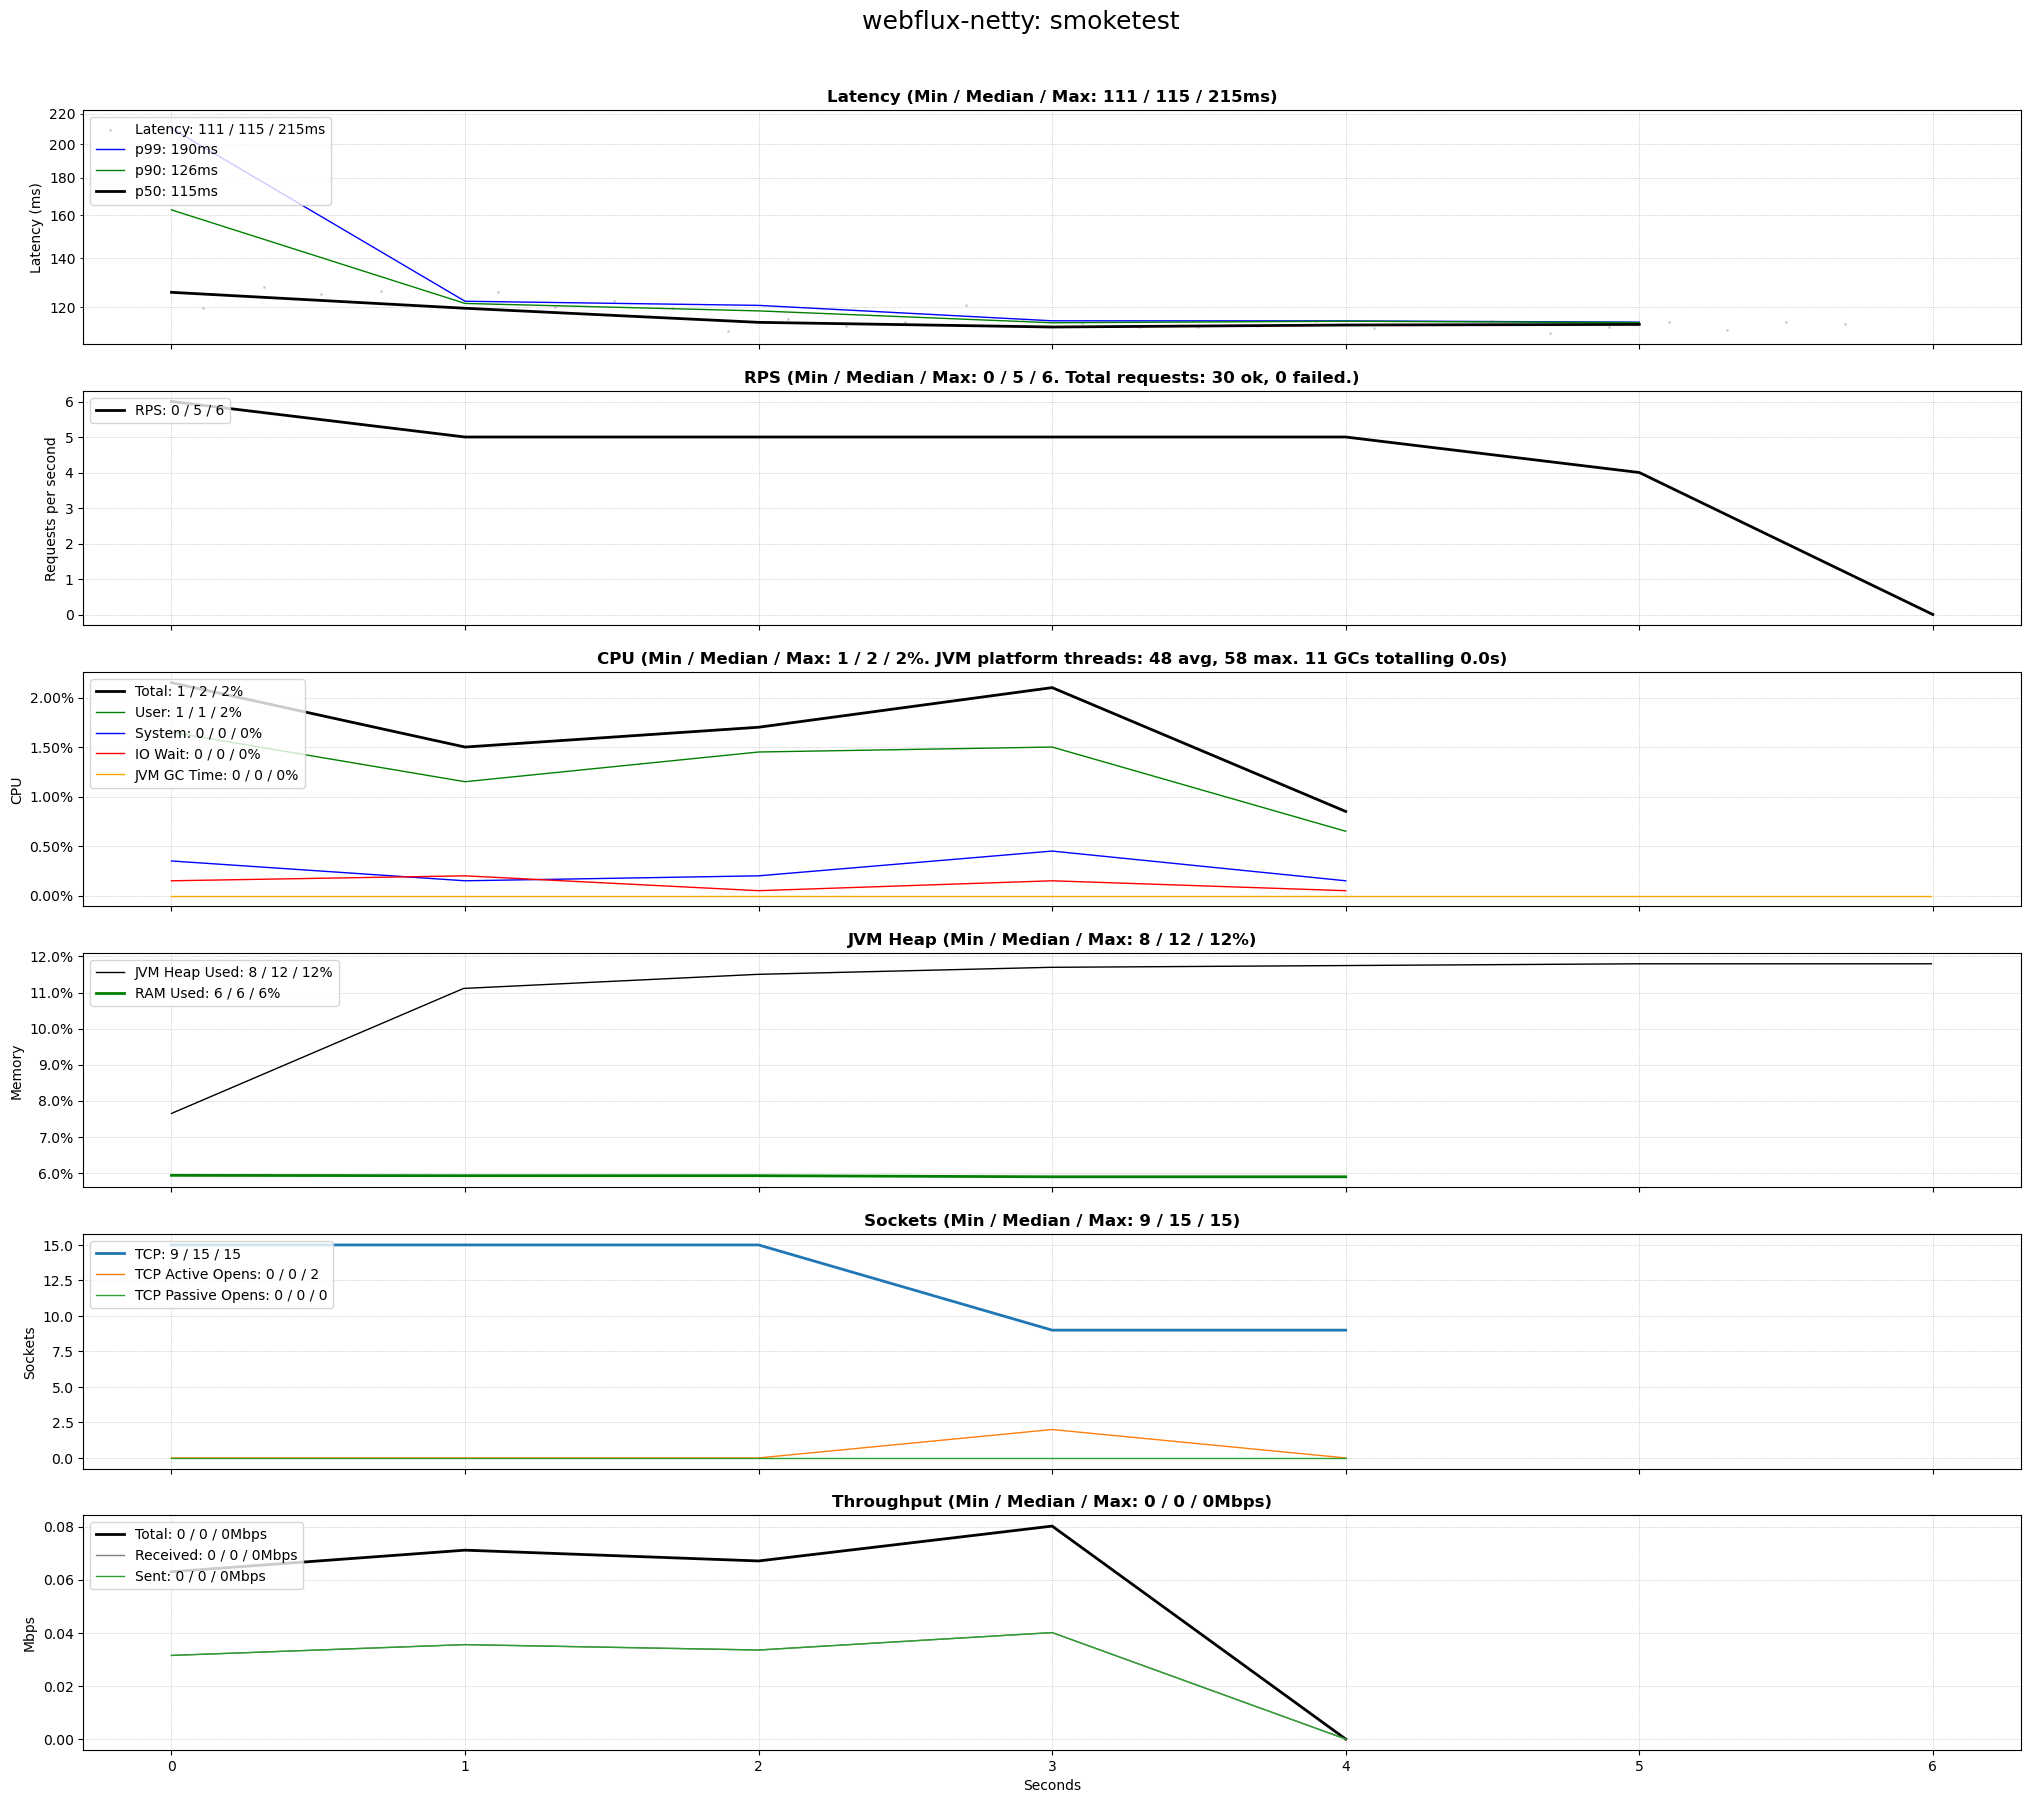 webflux-netty: smoketest
Latency (Min / Median / Max: 111 / 115 / 215ms)
Latency (ms)
220
200
180
160
140
120
Latency: 111 / 115 / 215ms
p99: 190ms
p90: 126ms
p50: 115ms
RPS (Min / Median / Max: 0 / 5 / 6. Total requests: 30 ok, 0 failed.)
Requests per second
6
5
4
3
2
1
0
RPS: 0 / 5 / 6
CPU (Min / Median / Max: 1 / 2 / 2%. JVM platform threads: 48 avg, 58 max. 11 GCs totalling 0.0s)
CPU
2.00%
1.50%
1.00%
0.50%
0.00%
Total: 1 / 2 / 2%
User: 1 / 1 / 2%
System: 0 / 0 / 0%
IO Wait: 0 / 0 / 0%
JVM GC Time: 0 / 0 / 0%
JVM Heap (Min / Median / Max: 8 / 12 / 12%)
Memory
12.0%
11.0%
10.0%
9.0%
8.0%
7.0%
6.0%
JVM Heap Used: 8 / 12 / 12%
RAM Used: 6 / 6 / 6%
Sockets (Min / Median / Max: 9 / 15 / 15)
Sockets
15.0
12.5
10.0
7.5
5.0
2.5
0.0
TCP: 9 / 15 / 15
TCP Active Opens: 0 / 0 / 2
TCP Passive Opens: 0 / 0 / 0
Throughput (Min / Median / Max: 0 / 0 / 0Mbps)
Mbps
0.08
0.06
0.04
0.02
0.00
Total: 0 / 0 / 0Mbps
Received: 0 / 0 / 0Mbps
Sent: 0 / 0 / 0Mbps
0 1 2 3 4 5 6
Seconds